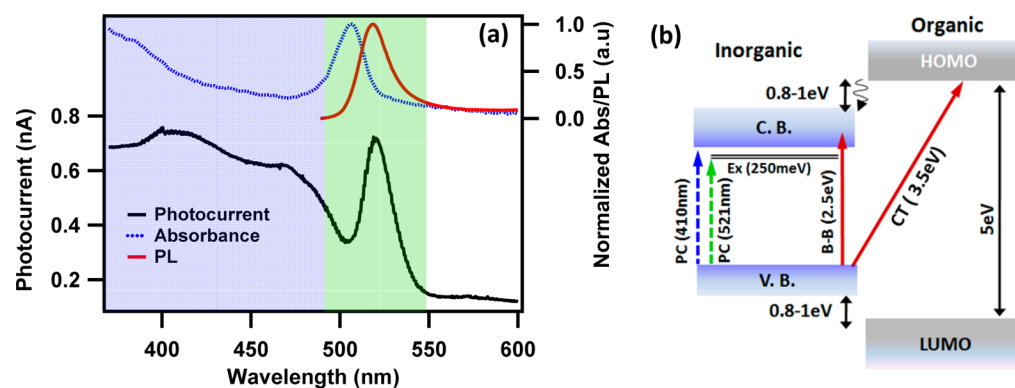 (a)
Photocurrent (nA)
0.8
0.6
0.4
0.2
1.0
0.5
0.0
Normalized Abs/PL (a.u)
Photocurrent
Absorbance
PL
400
450
500
550
600
Wavelength (nm)
(b)
Inorganic
Organic
HOMO
0.8-1eV
C. B.
Ex (250meV)
PC (410nm)
PC (521nm)
B-B (2.5eV)
CT ( 3.5eV)
5eV
V. B.
0.8-1eV
LUMO